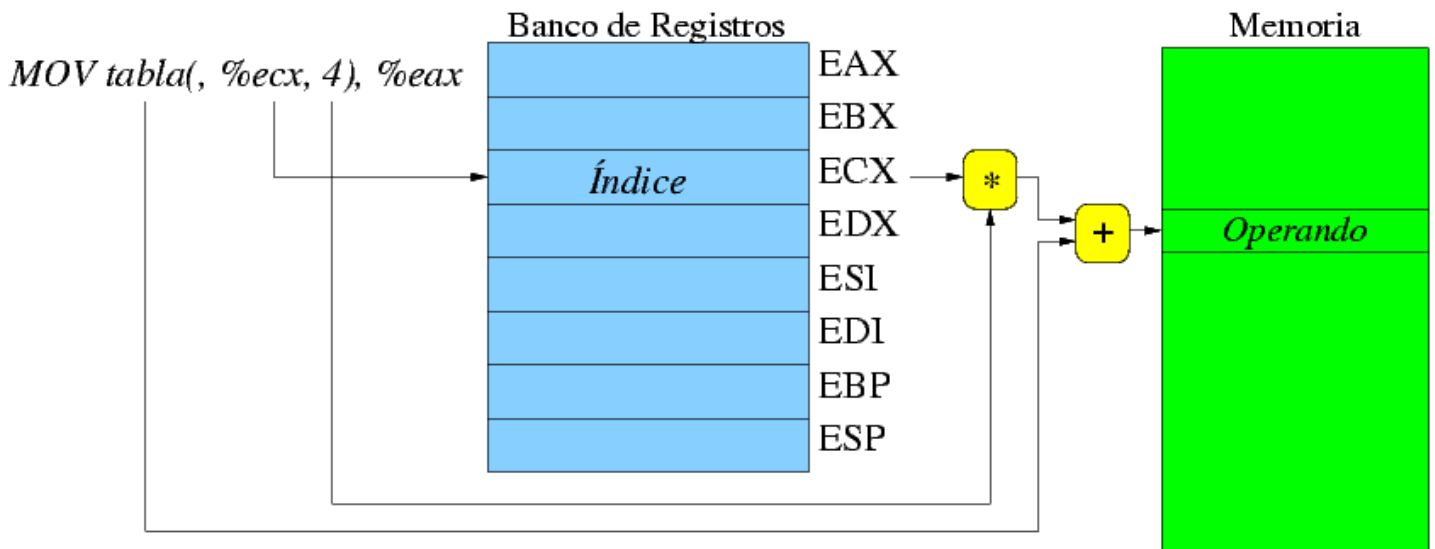 Banco de Registros
Memoria
MOV tabla(, %ecx, 4), %eax
EAX
EBX
Índice
ECX
*
EDX
+
Operando
ESI
EDI
EBP
ESP